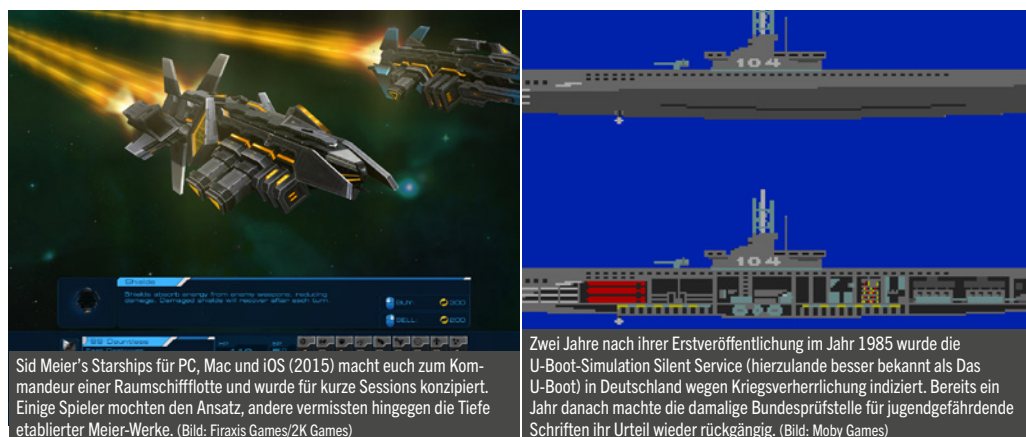 Shields
Shields absorb energy from enemy weapons, reducing
damage. Damaged shields will recover after each turn.
BUY:
300
SELL:
200
SS Dauntless
Sid Meier's Starships für PC, Mac und iOS (2015) macht euch zum Kom-
mandeur einer Raumschiffflotte und wurde für kurze Sessions konzipiert.
Einige Spieler mochten den Ansatz, andere vermissten hingegen die Tiefe
etablierter Meier-Werke. (Bild: Firaxis Games/2K Games)
104
104
Zwei Jahre nach ihrer Erstveröffentlichung im Jahr 1985 wurde die
U-Boot-Simulation Silent Service (hierzulande besser bekannt als Das
U-Boot) in Deutschland wegen Kriegsverherrlichung indiziert. Bereits ein
Jahr danach machte die damalige Bundesprüfstelle für jugendgefährdende
Schriften ihr Urteil wieder rückgängig. (Bild: Moby Games)